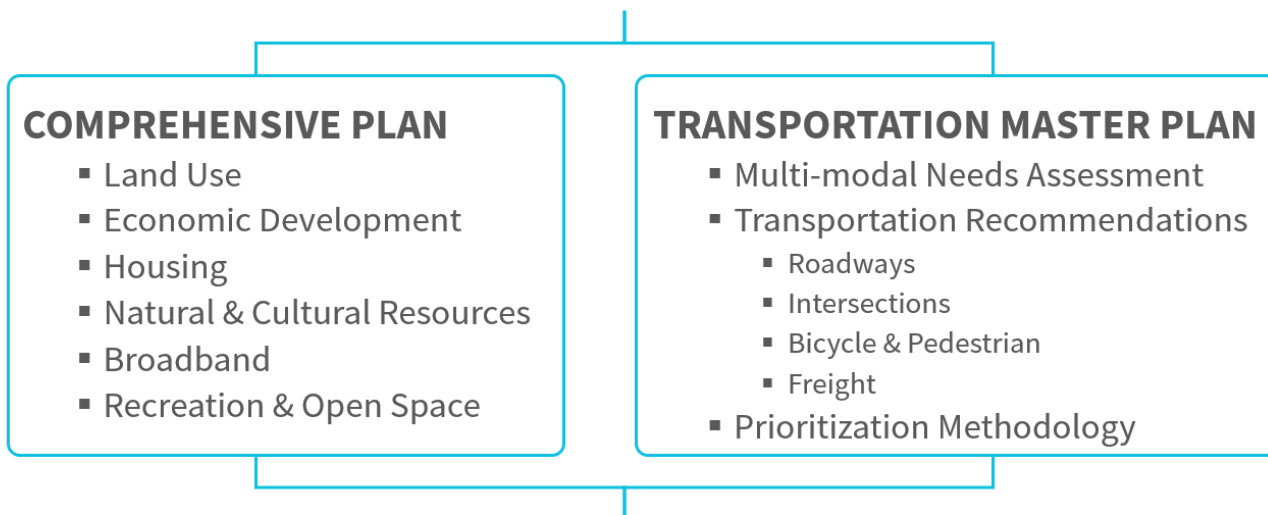 COMPREHENSIVE PLAN
▪ Land Use
▪ Economic Development
▪ Housing
▪ Natural & Cultural Resources
▪ Broadband
▪ Recreation & Open Space
TRANSPORTATION MASTER PLAN
▪ Multi-modal Needs Assessment
▪ Transportation Recommendations
▪ Roadways
▪ Intersections
▪ Bicycle & Pedestrian
▪ Freight
▪ Prioritization Methodology